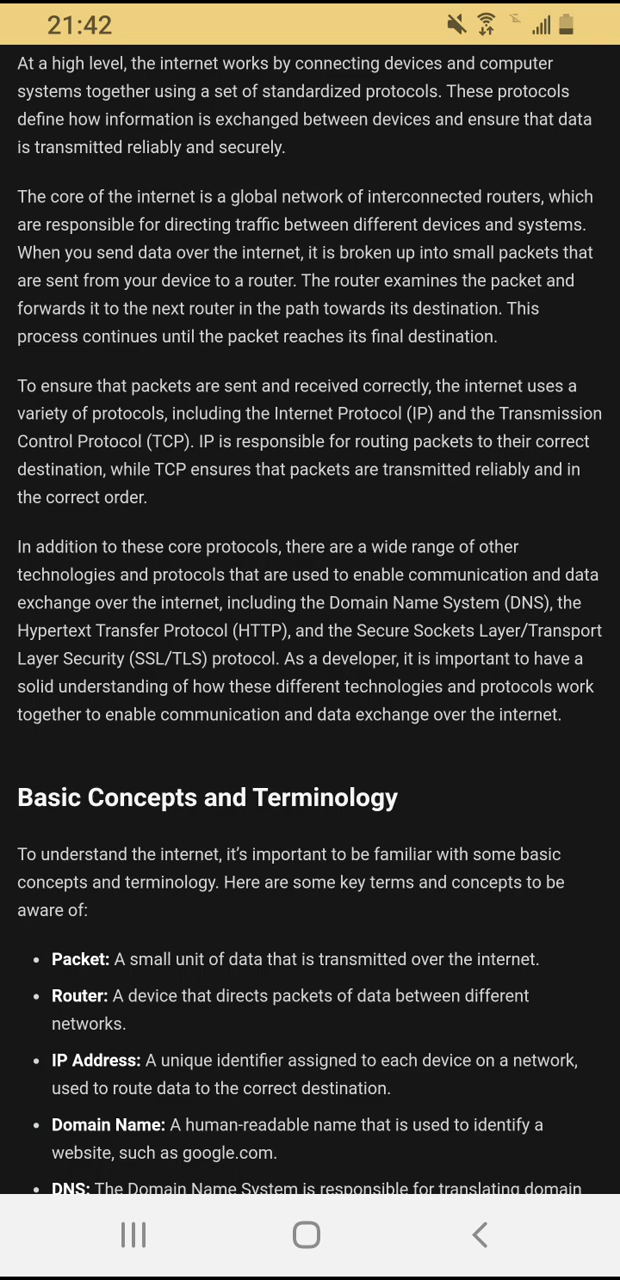 21:42
At a high level, the internet works by connecting devices and computer
systems together using a set of standardized protocols. These protocols
define how information is exchanged between devices and ensure that data
is transmitted reliably and securely.
The core of the internet is a global network of interconnected routers, which
are responsible for directing traffic between different devices and systems.
When you send data over the internet, it is broken up into small packets that
are sent from your device to a router. The router examines the packet and
forwards it to the next router in the path towards its destination. This
process continues until the packet reaches its final destination.
To ensure that packets are sent and received correctly, the internet uses a
variety of protocols, including the Internet Protocol (IP) and the Transmission
Control Protocol (TCP). IP is responsible for routing packets to their correct
destination, while TCP ensures that packets are transmitted reliably and in
the correct order.
In addition to these core protocols, there are a wide range of other
technologies and protocols that are used to enable communication and data
exchange over the internet, including the Domain Name System (DNS), the
Hypertext Transfer Protocol (HTTP), and the Secure Sockets Layer/Transport
Layer Security (SSL/TLS) protocol. As a developer, it is important to have a
solid understanding of how these different technologies and protocols work
together to enable communication and data exchange over the internet.
Basic Concepts and Terminology
To understand the internet, it’s important to be familiar with some basic
concepts and terminology. Here are some key terms and concepts to be
aware of:
• Packet: A small unit of data that is transmitted over the internet.
• Router: A device that directs packets of data between different
networks.
• IP Address: A unique identifier assigned to each device on a network,
used to route data to the correct destination.
• Domain Name: A human-readable name that is used to identify a
website, such as google.com.
• DNS: The Domain Name System is responsible for translating domain